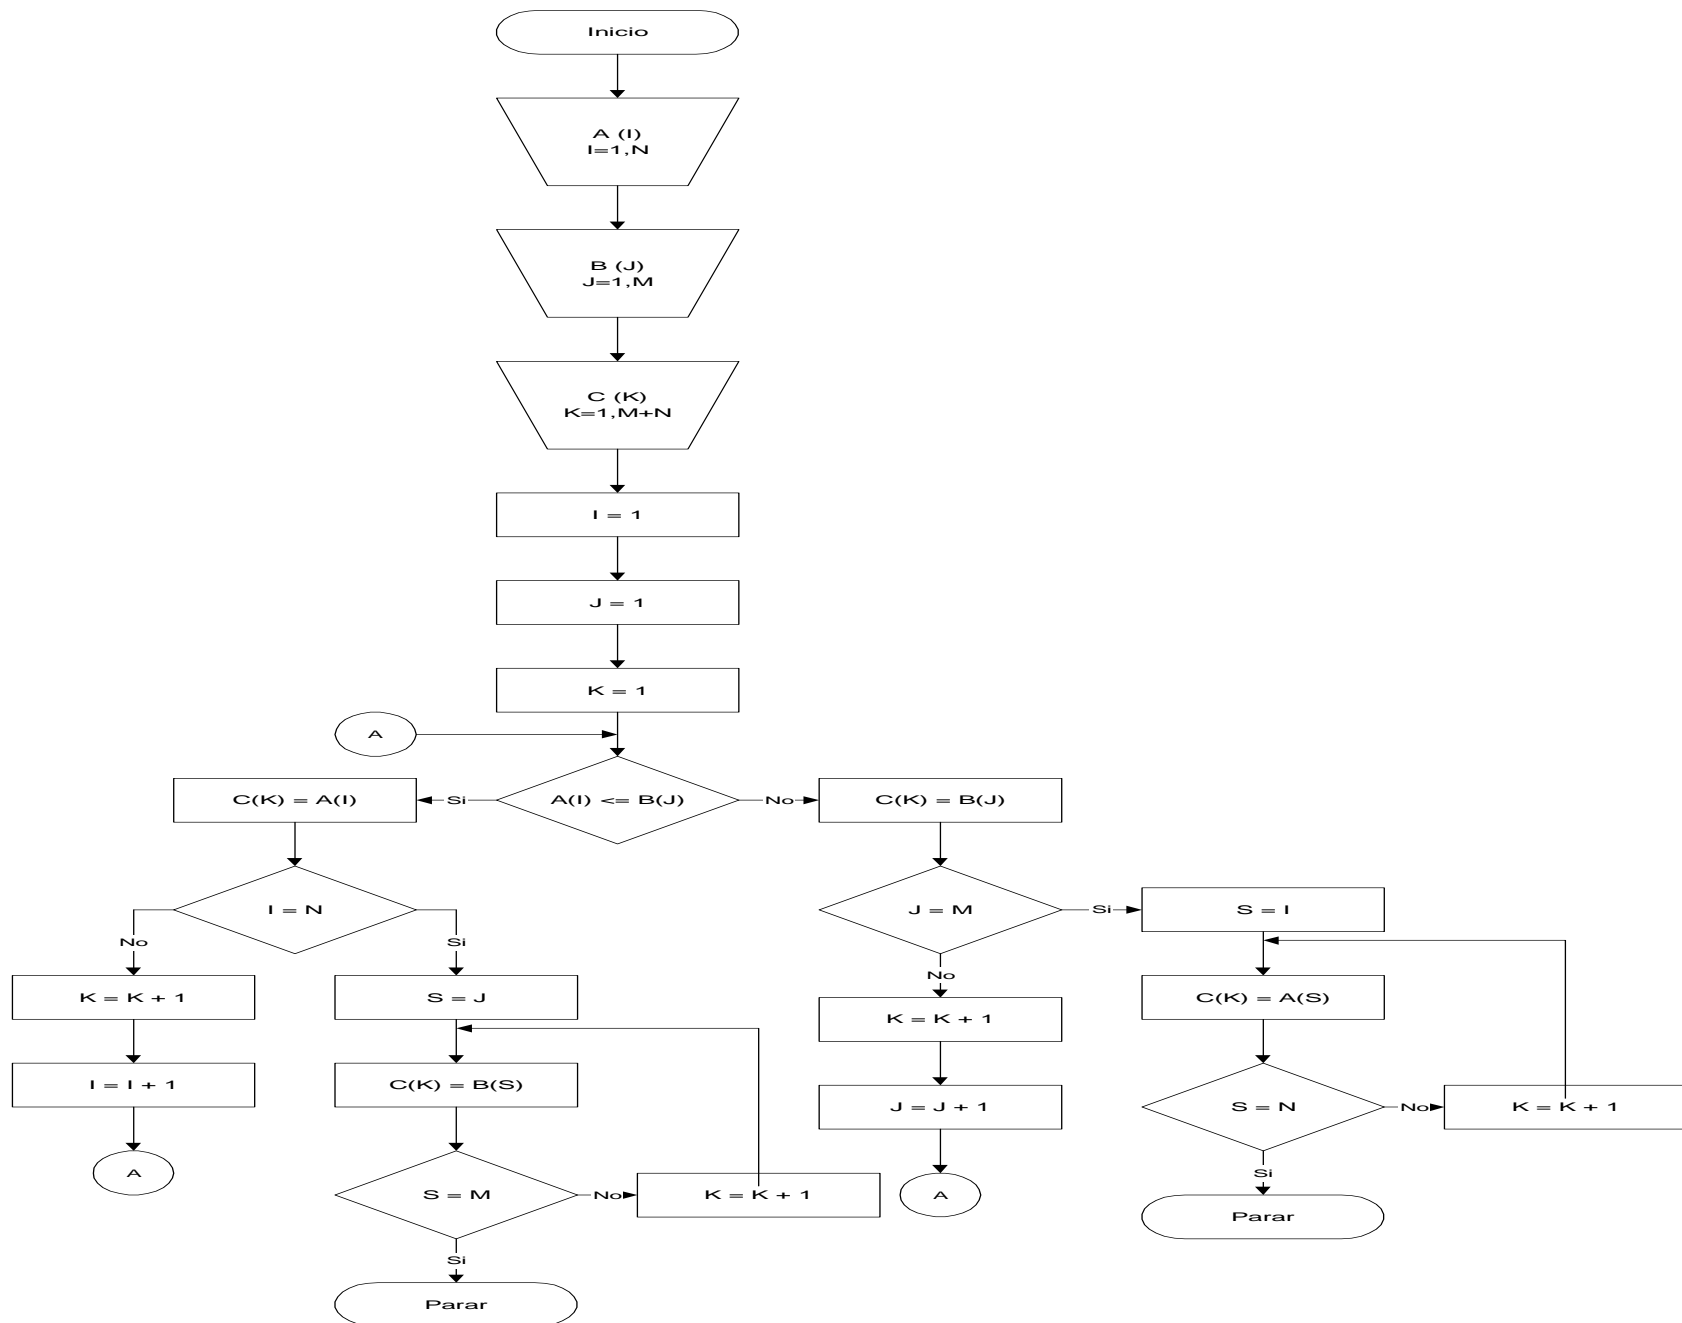 Inicio
A (I)
I=1,N
B (J)
J=1,M
C (K)
K=1,M+N
I = 1
J = 1
K = 1
A
C(K) = A(I)
Si
A(I) <= B(J)
No
C(K) = B(J)
I = N
J = M
Si
S = I
No
Si
No
K = K + 1
S = J
K = K + 1
C(K) = A(S)
I = I + 1
C(K) = B(S)
J = J + 1
S = N
No
K = K + 1
A
S = M
No
K = K + 1
A
Si
Parar
Si
Parar